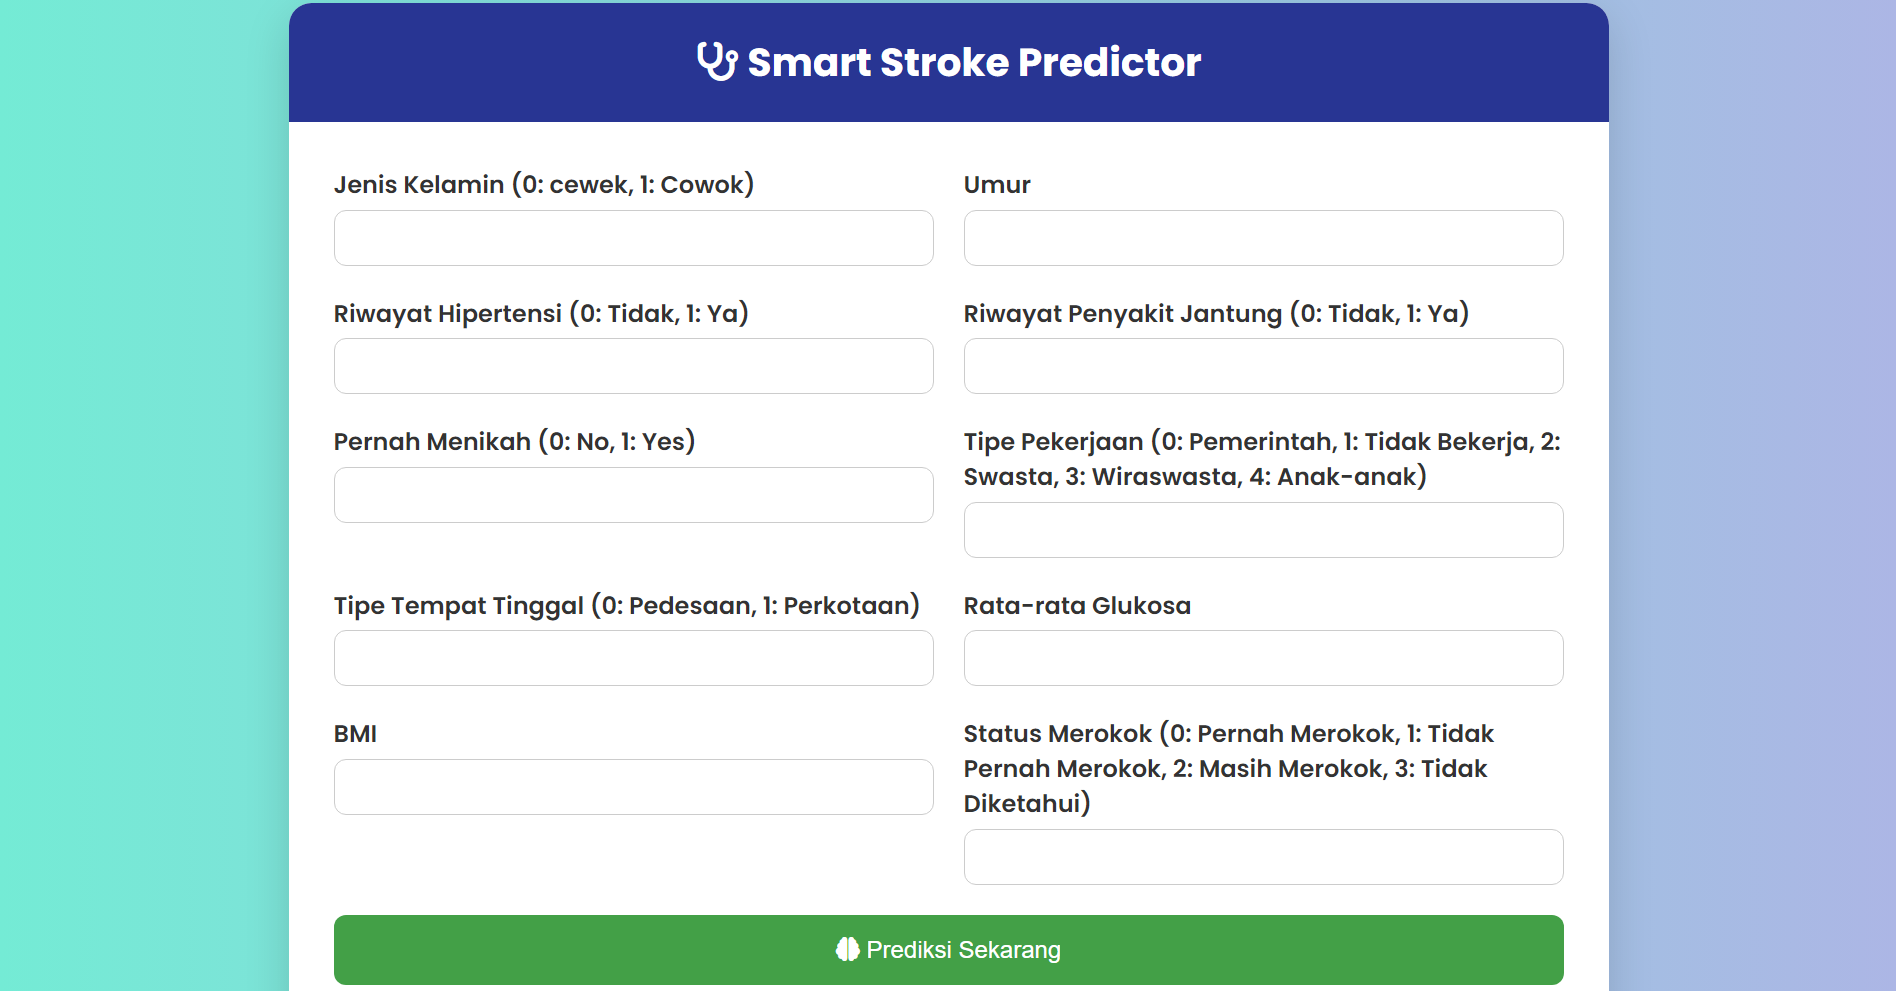 Smart Stroke Predictor
Jenis Kelamin (0: cewek, 1: Cowok)
Umur
Riwayat Hipertensi (0: Tidak, 1: Ya)
Riwayat Penyakit Jantung (0: Tidak, 1: Ya)
Pernah Menikah (0: No, 1: Yes)
Tipe Pekerjaan (0: Pemerintah, 1: Tidak Bekerja, 2:
Swasta, 3: Wiraswasta, 4: Anak-anak)
Tipe Tempat Tinggal (0: Pedesaan, 1: Perkotaan)
Rata-rata Glukosa
BMI
Status Merokok (0: Pernah Merokok, 1: Tidak
Pernah Merokok, 2: Masih Merokok, 3: Tidak
Diketahui)
Prediksi Sekarang